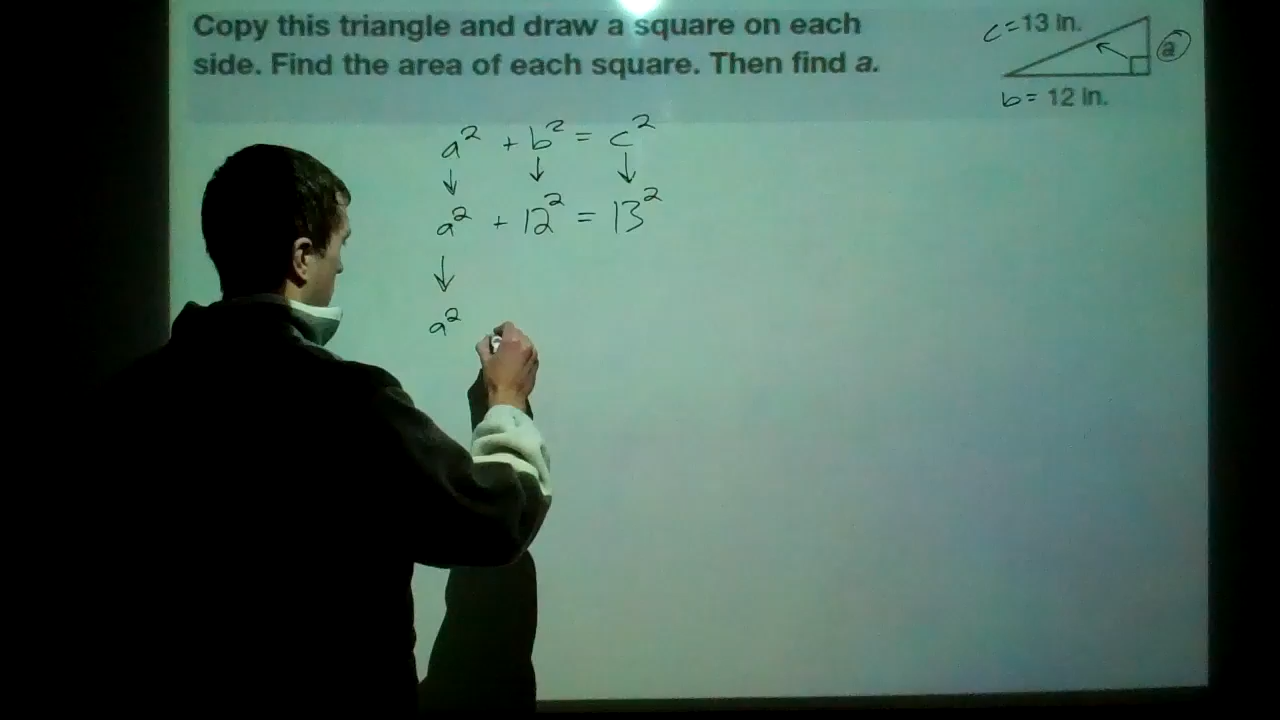 Copy this triangle and draw a square on each
side. Find the area of each square. Then find a.
c = 13 in.
a
b = 12 in.
a² + b² = c²
a² + 12² = 13²
a²